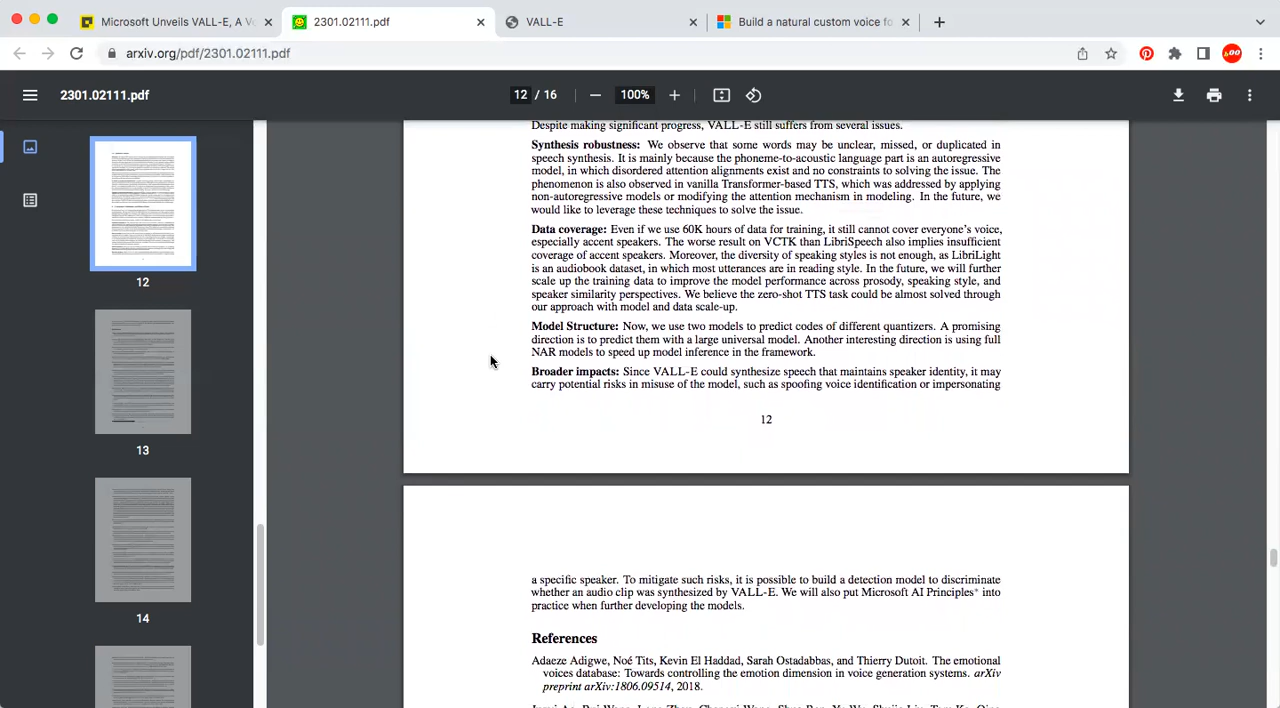 Microsoft Unveils VALL-E, A Vo
2301.02111.pdf
VALL-E
Build a natural custom voice fo
arxiv.org/pdf/2301.02111.pdf
2301.02111.pdf
12 / 16
100%
12
13
14
Despite making significant progress, VALL-E still suffers from several issues.
Synthesis robustness: We observe that some words may be unclear, missed, or duplicated in
speech synthesis. It is mainly because the phoneme-to-acoustic language part is an autoregressive
model, in which disordered attention alignments exist and no constraints to solving the issue. The
phenomenon is also observed in vanilla Transformer-based TTS, which was addressed by applying
non-autoregressive models or modifying the attention mechanism in modeling. In the future, we
would like to leverage these techniques to solve the issue.
Data coverage: Even if we use 60K hours of data for training, it still cannot cover everyone's voice,
especially accent speakers. The worse result on VCTK than LibriSpeech also implies insufficient
coverage of accent speakers. Moreover, the diversity of speaking styles is not enough, as LibriLight
is an audiobook dataset, in which most utterances are in reading style. In the future, we will further
scale up the training data to improve the model performance across prosody, speaking style, and
speaker similarity perspectives. We believe the zero-shot TTS task could be almost solved through
our approach with model and data scale-up.
Model Structure: Now, we use two models to predict codes of different quantizers. A promising
direction is to predict them with a large universal model. Another interesting direction is using full
NAR models to speed up model inference in the framework.
Broader impacts: Since VALL-E could synthesize speech that maintains speaker identity, it may
carry potential risks in misuse of the model, such as spoofing voice identification or impersonating
12
a specific speaker. To mitigate such risks, it is possible to build a detection model to discriminate
whether an audio clip was synthesized by VALL-E. We will also put Microsoft AI Principles* into
practice when further developing the models.
References
Adaeze Adigwe, Noé Tits, Kevin El Haddad, Sarah Ostadabbas, and Thierry Dutoit. The emotional
voices database: Towards controlling the emotion dimension in voice generation systems. arXiv
preprint arXiv:1806.09514, 2018.